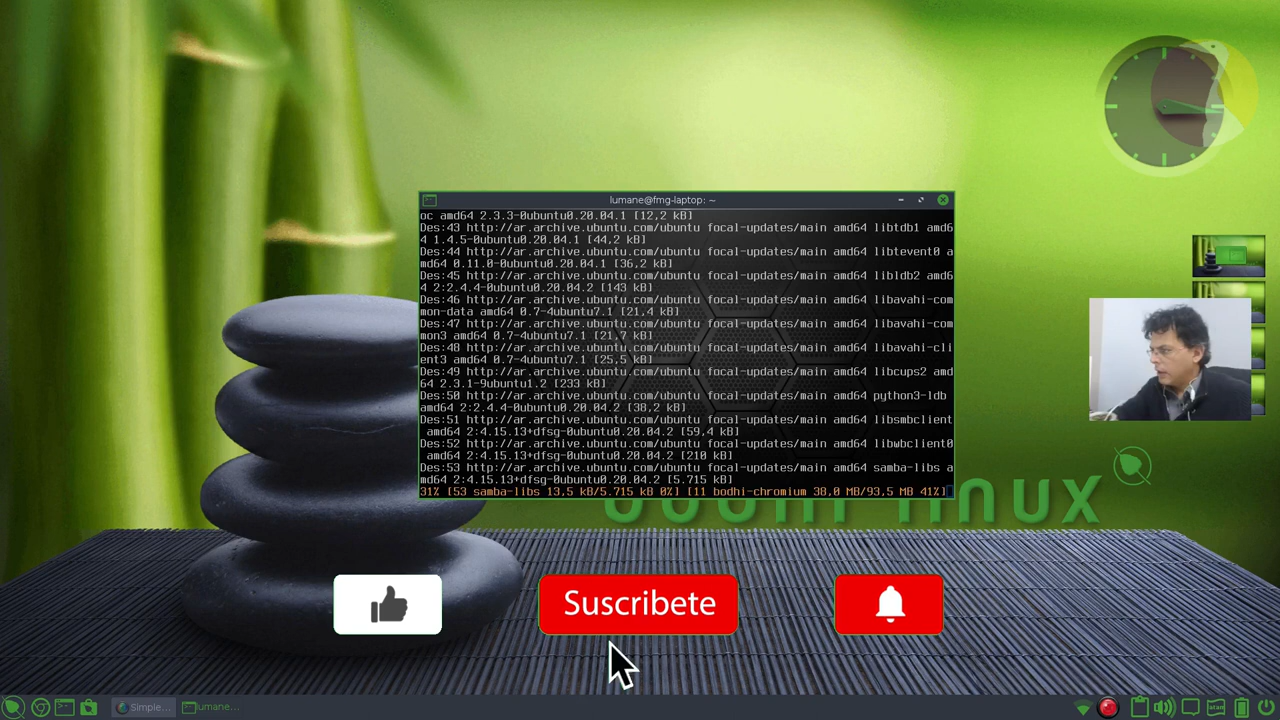 lumane@fmg-laptop: ~
oc amd64 2.3.3-0ubuntu0.20.04.1 [12,2 kB]
Des:43 http://ar.archive.ubuntu.com/ubuntu focal-updates/main amd64 libtdb1 amd6
4 1.4.5-0ubuntu0.20.04.1 [44,2 kB]
Des:44 http://ar.archive.ubuntu.com/ubuntu focal-updates/main amd64 libtevent0 a
md64 0.11.0-0ubuntu0.20.04.1 [36,2 kB]
Des:45 http://ar.archive.ubuntu.com/ubuntu focal-updates/main amd64 libldb2 amd6
4 2:2.4.4-0ubuntu0.20.04.2 [143 kB]
Des:46 http://ar.archive.ubuntu.com/ubuntu focal-updates/main amd64 libavahi-com
mon-data amd64 0.7-4ubuntu7.1 [21,4 kB]
Des:47 http://ar.archive.ubuntu.com/ubuntu focal-updates/main amd64 libavahi-com
mon3 amd64 0.7-4ubuntu7.1 [21,7 kB]
Des:48 http://ar.archive.ubuntu.com/ubuntu focal-updates/main amd64 libavahi-cli
ent3 amd64 0.7-4ubuntu7.1 [25,5 kB]
Des:49 http://ar.archive.ubuntu.com/ubuntu focal-updates/main amd64 libcups2 amd
64 2.3.1-9ubuntu1.2 [233 kB]
Des:50 http://ar.archive.ubuntu.com/ubuntu focal-updates/main amd64 python3-ldb
amd64 2:2.4.4-0ubuntu0.20.04.2 [38,2 kB]
Des:51 http://ar.archive.ubuntu.com/ubuntu focal-updates/main amd64 libsmbclient
amd64 2:4.15.13+dfsg-0ubuntu0.20.04.2 [59,4 kB]
Des:52 http://ar.archive.ubuntu.com/ubuntu focal-updates/main amd64 libwbclient0
amd64 2:4.15.13+dfsg-0ubuntu0.20.04.2 [210 kB]
Des:53 http://ar.archive.ubuntu.com/ubuntu focal-updates/main amd64 samba-libs a
md64 2:4.15.13+dfsg-0ubuntu0.20.04.2 [5.715 kB]
31% [53 samba-libs 13,5 kB/5.715 kB 0%] [11 bodhi-chromium 38,0 MB/93,5 MB 41%]
Suscribete
Simple...
lumane...